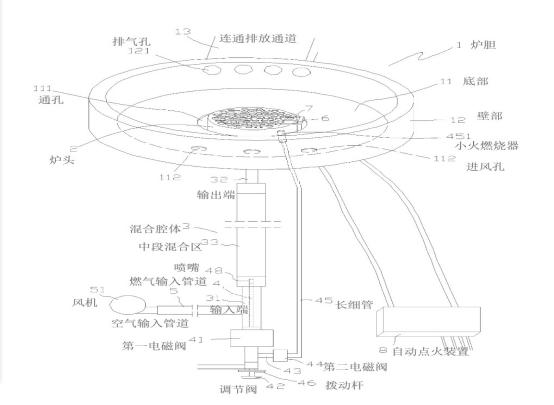 13
连通排放通道
排气孔
121
1 炉胆
111
通孔
7
6
11
底部
12
壁部
2
炉头
451
小火燃烧器
112
112
进风孔
32
输出端
混合腔体
3
中段混合区
33
喷嘴
48
燃气输入管道
4
51
风机
5
31
输入端
空气输入管道
45
长细管
41
第一电磁阀
44
第二电磁阀
43
8 自动点火装置
46
拨动杆
调节阀
42